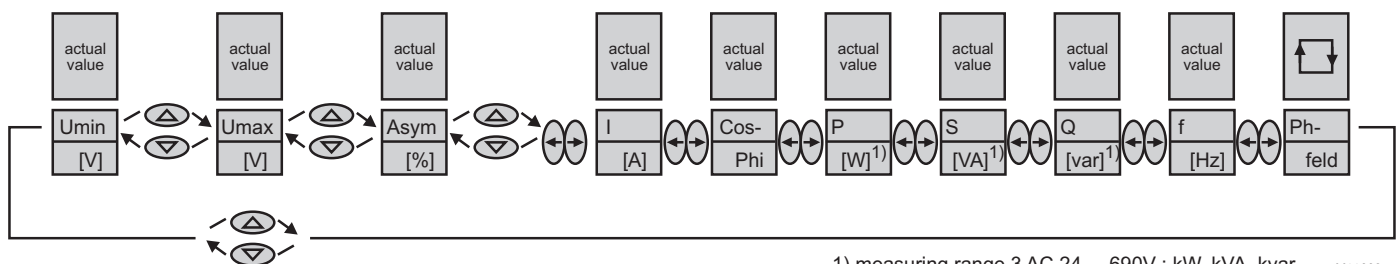 actual value
actual value
actual value
actual value
actual value
actual value
actual value
actual value
actual value
Umin [V]
Umax [V]
Asym [%]
I [A]
Cos- Phi
P [W]1)
S [VA]1)
Q [var]1)
f [Hz]
Ph- feld
1) measuring range 3 AC 24 ... 690V : kW, kVA, kvar